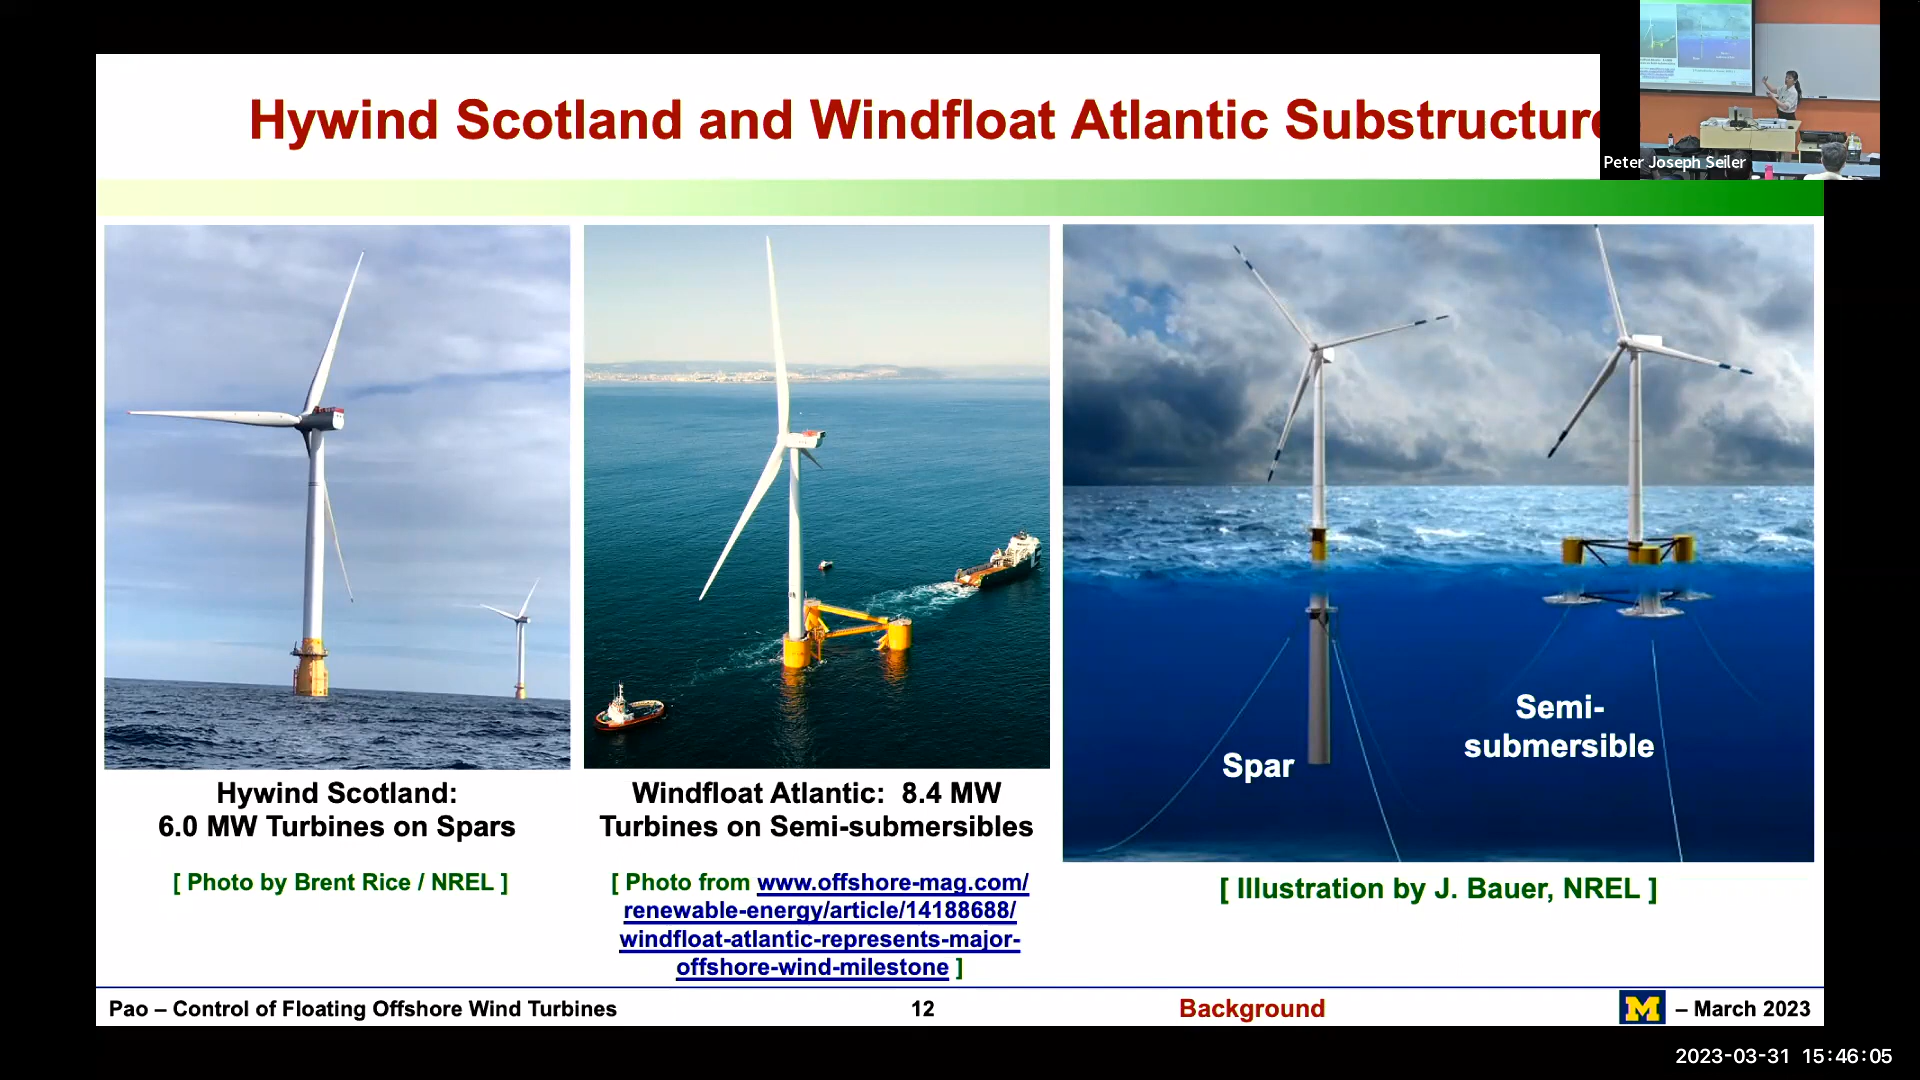 Hywind Scotland and Windfloat Atlantic Substructure
Peter Joseph Seiler
Spar
Semi-
submersible
Hywind Scotland:
6.0 MW Turbines on Spars
[ Photo by Brent Rice / NREL ]
Windfloat Atlantic: 8.4 MW
Turbines on Semi-submersibles
[ Photo from www.offshore-mag.com/
renewable-energy/article/14188688/
windfloat-atlantic-represents-major-
offshore-wind-milestone ]
[ Illustration by J. Bauer, NREL ]
Pao – Control of Floating Offshore Wind Turbines
12
Background
M – March 2023
2023-03-31 15:46:05